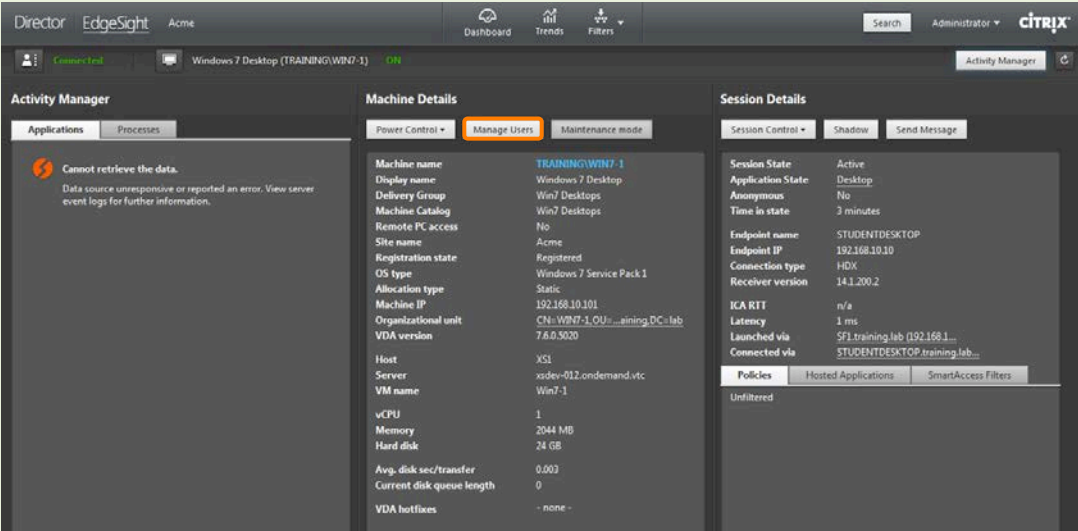 Director EdgeSight Acme Dashboard Trends Filters Search Administrator CITRIX
Connected Windows 7 Desktop (TRAINING\WIN7-1) ON Activity Manager
Activity Manager
Applications Processes
Cannot retrieve the data.
Data source unresponsive or reported an error. View server
event logs for further information.
Machine Details
Power Control Manage Users Maintenance mode
Machine name TRAINING\WIN7-1
Display name Windows 7 Desktop
Delivery Group Win7 Desktops
Machine Catalog Win7 Desktops
Remote PC access No
Site name Acme
Registration state Registered
OS type Windows 7 Service Pack 1
Allocation type Static
Machine IP 192.168.10.101
Organizational unit CN=WIN7-1,OU=...aining,DC=lab
VDA version 7.6.0.5020
Host XS1
Server xsdev-012.ondemand.vtc
VM name Win7-1
vCPU 1
Memory 2044 MB
Hard disk 24 GB
Avg. disk sec/transfer 0.003
Current disk queue length 0
VDA hotfixes - none -
Session Details
Session Control Shadow Send Message
Session State Active
Application State Desktop
Anonymous No
Time in state 3 minutes
Endpoint name STUDENTDESKTOP
Endpoint IP 192.168.10.10
Connection type HDX
Receiver version 14.1.200.2
ICA RTT n/a
Latency 1 ms
Launched via SF1.training.lab (192.168.1...
Connected via STUDENTDESKTOP.training.lab...
Policies Hosted Applications SmartAccess Filters
Unfiltered